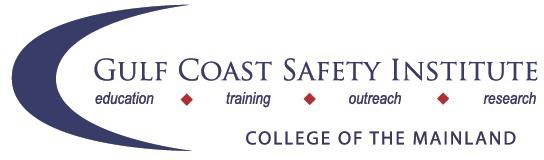 GULF COAST SAFETY INSTITUTE
education ◆ training ◆ outreach ◆ research
COLLEGE OF THE MAINLAND